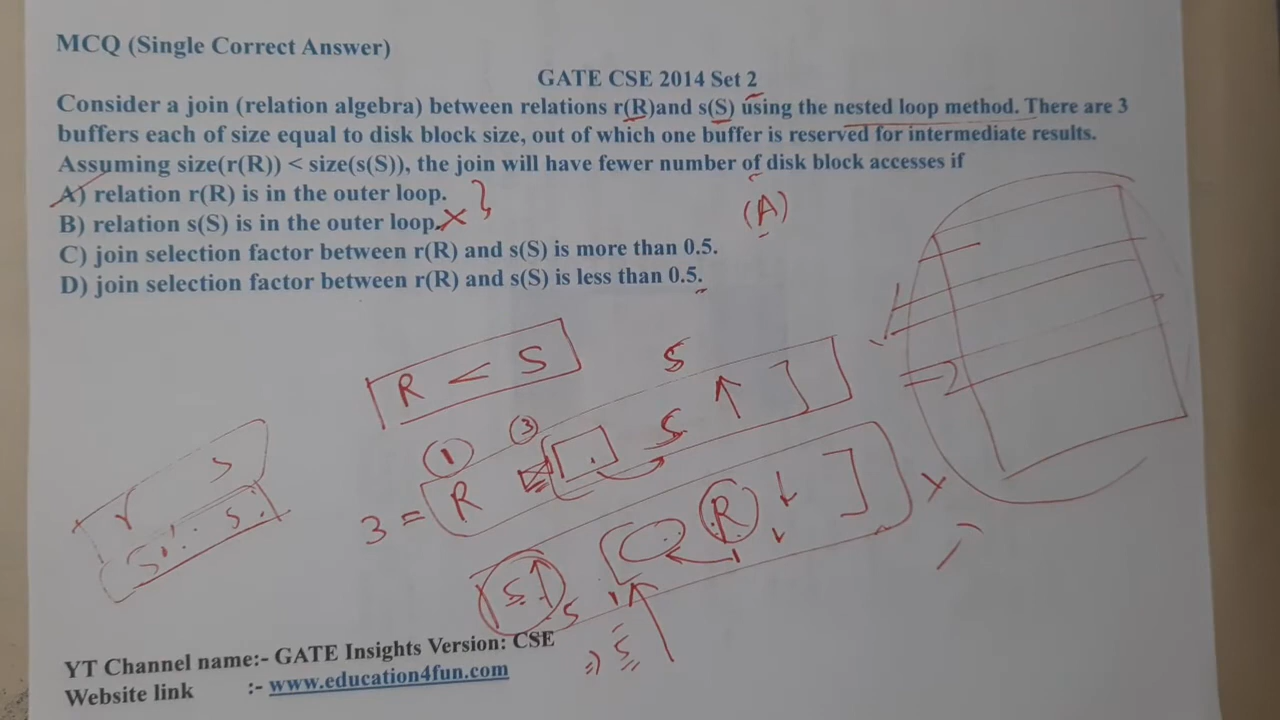 MCQ (Single Correct Answer)
GATE CSE 2014 Set 2
Consider a join (relation algebra) between relations r(R)and s(S) using the nested loop method. There are 3
buffers each of size equal to disk block size, out of which one buffer is reserved for intermediate results.
Assuming size(r(R)) < size(s(S)), the join will have fewer number of disk block accesses if
A) relation r(R) is in the outer loop.
B) relation s(S) is in the outer loop.
(A)
C) join selection factor between r(R) and s(S) is more than 0.5.
D) join selection factor between r(R) and s(S) is less than 0.5.
R < S
S
1 3
3 = R S
R
S
S
S
YT Channel name:- GATE Insights Version: CSE
Website link :- www.education4fun.com